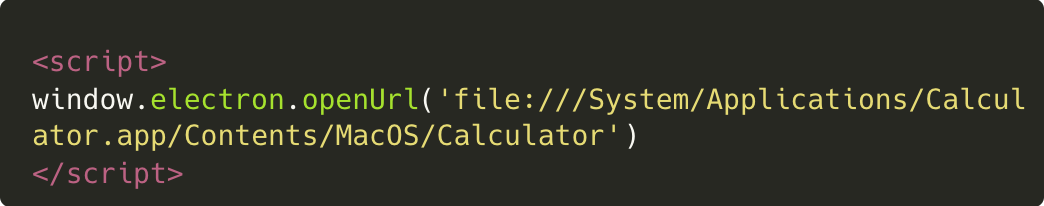 <script>
window.electron.openUrl('file:///System/Applications/Calcul
ator.app/Contents/MacOS/Calculator')
</script>